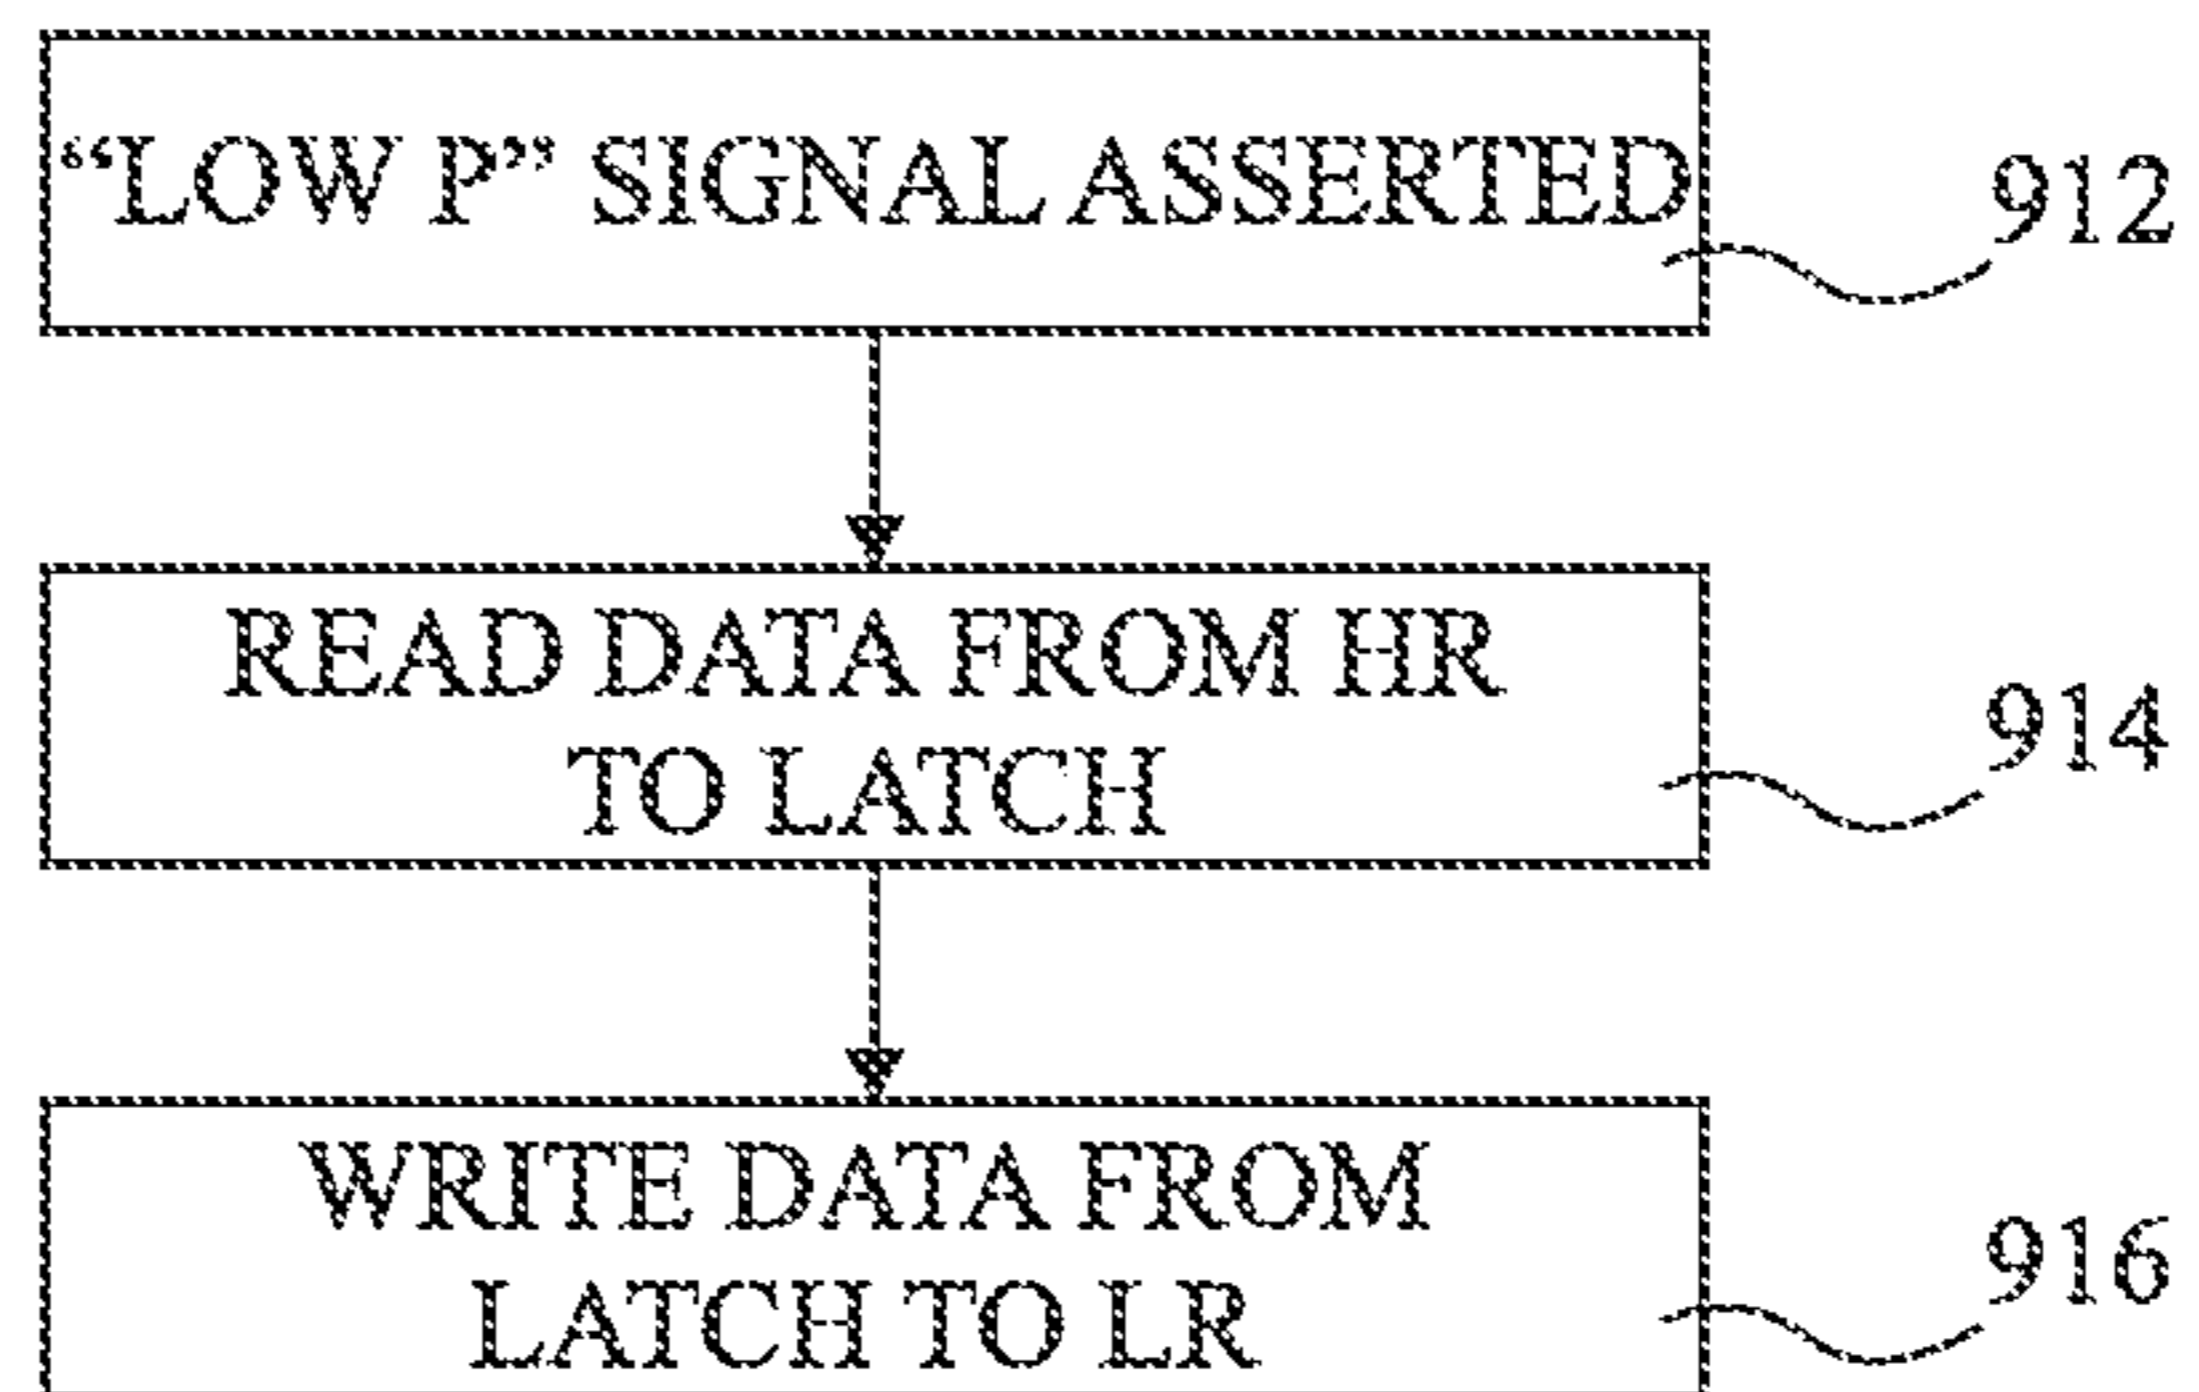 “LOW P” SIGNAL ASSERTED
912
READ DATA FROM HR
TO LATCH
914
WRITE DATA FROM
LATCH TO LR
916